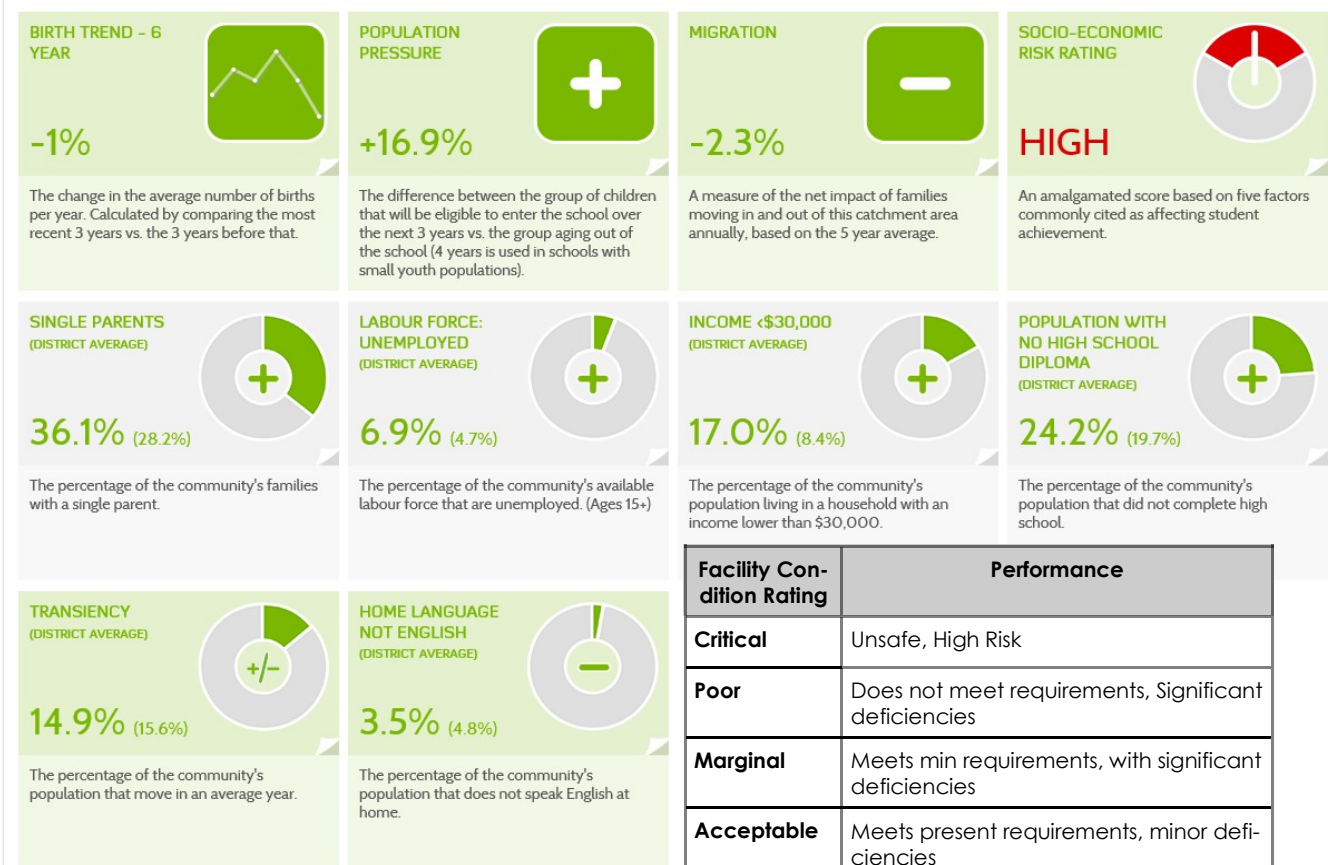 BIRTH TREND - 6
YEAR
-1%
The change in the average number of births
per year. Calculated by comparing the most
recent 3 years vs. the 3 years before that.
POPULATION
PRESSURE
+16.9%
The difference between the group of children
that will be eligible to enter the school over
the next 3 years vs. the group aging out of
the school (4 years is used in schools with
small youth populations).
MIGRATION
-2.3%
A measure of the net impact of families
moving in and out of this catchment area
annually, based on the 5 year average.
SOCIO-ECONOMIC
RISK RATING
HIGH
An amalgamated score based on five factors
commonly cited as affecting student
achievement.
SINGLE PARENTS
(DISTRICT AVERAGE)
36.1% (28.2%)
The percentage of the community's families
with a single parent.
LABOUR FORCE:
UNEMPLOYED
(DISTRICT AVERAGE)
6.9% (4.7%)
The percentage of the community's available
labour force that are unemployed. (Ages 15+)
INCOME <$30,000
(DISTRICT AVERAGE)
17.0% (8.4%)
The percentage of the community's
population living in a household with an
income lower than $30,000.
POPULATION WITH
NO HIGH SCHOOL
DIPLOMA
(DISTRICT AVERAGE)
24.2% (19.7%)
The percentage of the community's
population that did not complete high
school.
TRANSIENCY
(DISTRICT AVERAGE)
+/-
14.9% (15.6%)
The percentage of the community's
population that move in an average year.
HOME LANGUAGE
NOT ENGLISH
(DISTRICT AVERAGE)
3.5% (4.8%)
The percentage of the community's
population that does not speak English at
home.
Facility Con-
dition Rating
Performance
Critical
Unsafe, High Risk
Poor
Does not meet requirements, Significant
deficiencies
Marginal
Meets min requirements, with significant
deficiencies
Acceptable
Meets present requirements, minor defi-
ciencies